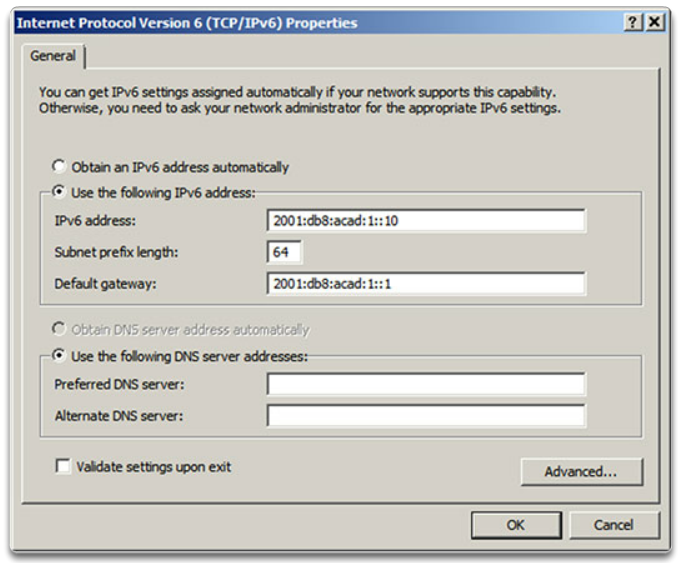 Internet Protocol Version 6 (TCP/IPv6) Properties
General
You can get IPv6 settings assigned automatically if your network supports this capability.
Otherwise, you need to ask your network administrator for the appropriate IPv6 settings.
Obtain an IPv6 address automatically
Use the following IPv6 address:
IPv6 address: 2001:db8:acad:1::10
Subnet prefix length: 64
Default gateway: 2001:db8:acad:1::1
Obtain DNS server address automatically
Use the following DNS server addresses:
Preferred DNS server:
Alternate DNS server:
Validate settings upon exit
Advanced...
OK Cancel